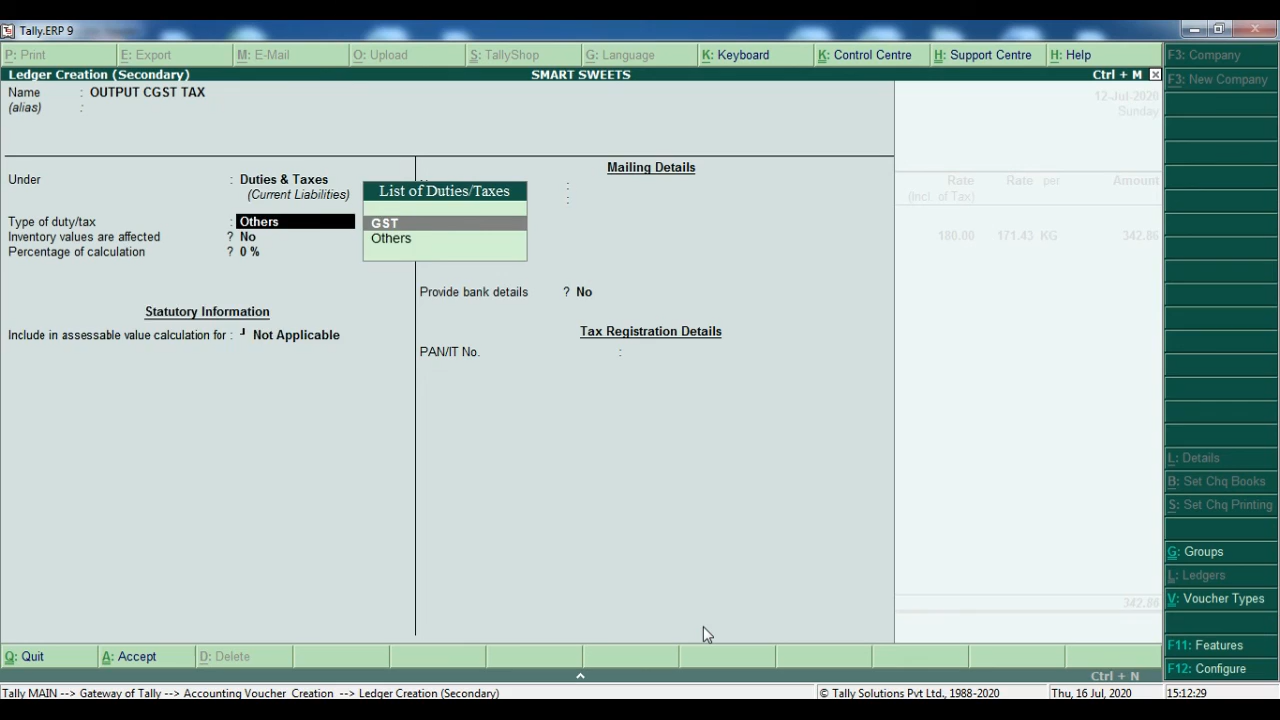 Tally.ERP 9
P: Print E: Export M: E-Mail O: Upload S: TallyShop G: Language K: Keyboard K: Control Centre H: Support Centre H: Help
F3: Company
Ledger Creation (Secondary) SMART SWEETS Ctrl + M
F3: New Company
Name : OUTPUT CGST TAX
(alias) :
12-Jul-2020
Sunday
Mailing Details
Under : Duties & Taxes
(Current Liabilities)
List of Duties/Taxes
GST
Others
Rate Rate per Amount
(Incl. of Tax)
180.00 171.43 KG 342.86
Type of duty/tax : Others
Inventory values are affected ? No
Percentage of calculation ? 0 %
Provide bank details ? No
Statutory Information
Tax Registration Details
Include in assessable value calculation for : ┘ Not Applicable
PAN/IT No. :
L: Details
B: Set Chq Books
S: Set Chq Printing
G: Groups
L: Ledgers
V: Voucher Types
342.86
F11: Features
F12: Configure
Q: Quit A: Accept D: Delete
Ctrl + N
Tally MAIN --> Gateway of Tally --> Accounting Voucher Creation --> Ledger Creation (Secondary) © Tally Solutions Pvt Ltd., 1988-2020 Thu, 16 Jul, 2020 15:12:29